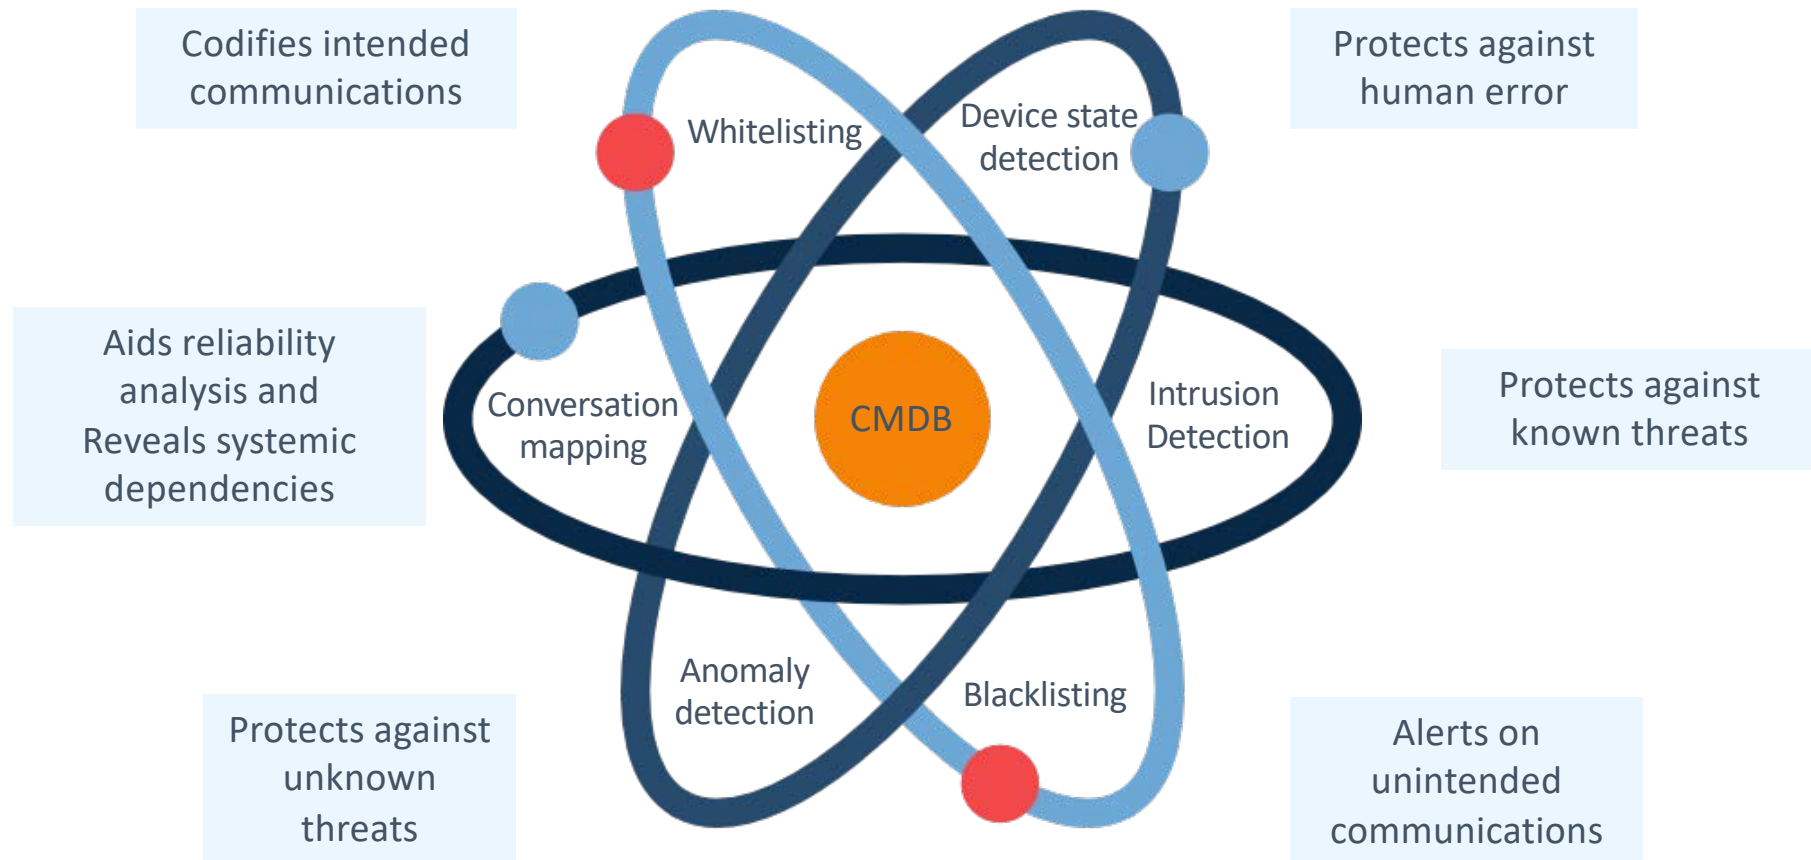 Codifies intended
communications
Protects against
human error
Whitelisting
Device state
detection
Aids reliability
analysis and
Reveals systemic
dependencies
Conversation
mapping
CMDB
Intrusion
Detection
Protects against
known threats
Anomaly
detection
Blacklisting
Protects against
unknown
threats
Alerts on
unintended
communications